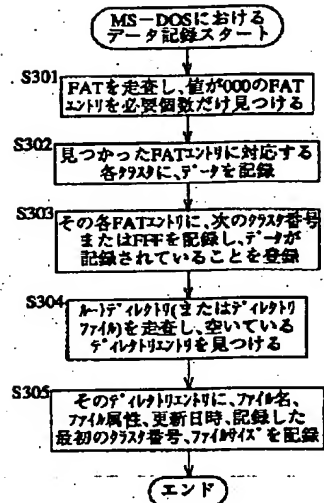 MS-DOSにおける
データ記録スタート
S301
FATを走査し、値が000のFAT
エントリを必要個数だけ見つける
S302
見つかったFATエントリに対応する
各クラスタに、データを記録
S303
その各FATエントリに、次のクラスタ番号
またはFFFを記録し、データが
記録されていることを登録
S304
ルートディレクトリ(またはディレクトリ
ファイル)を走査し、空いている
ディレクトリエントリを見つける
S305
そのディレクトリエントリに、ファイル名、
ファイル属性、更新日時、記録した
最初のクラスタ番号、ファイルサイズを記録
エンド